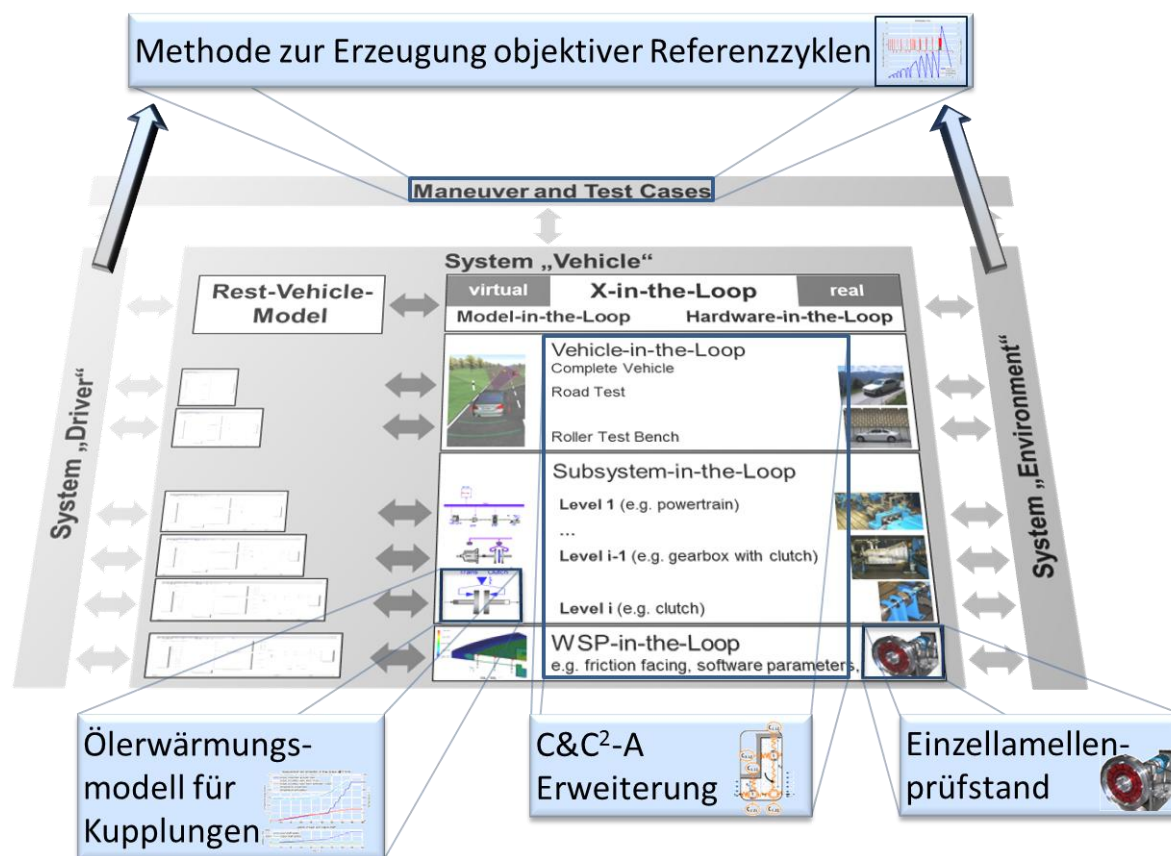 Methode zur Erzeugung objektiver Referenzzyklen
Maneuver and Test Cases
System „Vehicle“
Rest-Vehicle-
Model
virtual
X-in-the-Loop
real
Model-in-the-Loop
Hardware-in-the-Loop
System „Driver“
System „Environment“
Vehicle-in-the-Loop
Complete Vehicle
Road Test
Roller Test Bench
Subsystem-in-the-Loop
Level 1 (e.g. powertrain)
...
Level i-1 (e.g. gearbox with clutch)
Level i (e.g. clutch)
WSP-in-the-Loop
e.g. friction facing, software parameters,
Ölerwärmungs-
modell für
Kupplungen
C&C²-A
Erweiterung
Einzellamellen-
prüfstand